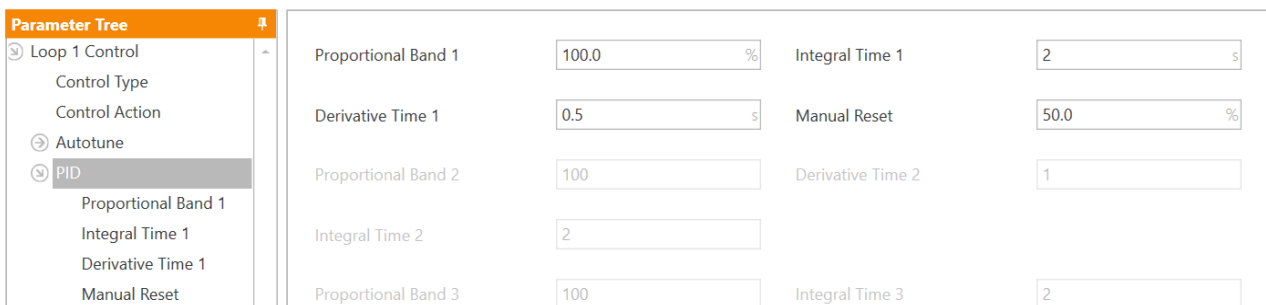 Parameter Tree
Loop 1 Control
Control Type
Control Action
Autotune
PID
Proportional Band 1
Integral Time 1
Derivative Time 1
Manual Reset
Proportional Band 1 100.0 % Integral Time 1 2 s
Derivative Time 1 0.5 s Manual Reset 50.0 %
Proportional Band 2 100 Derivative Time 2 1
Integral Time 2 2
Proportional Band 3 100 Integral Time 3 2